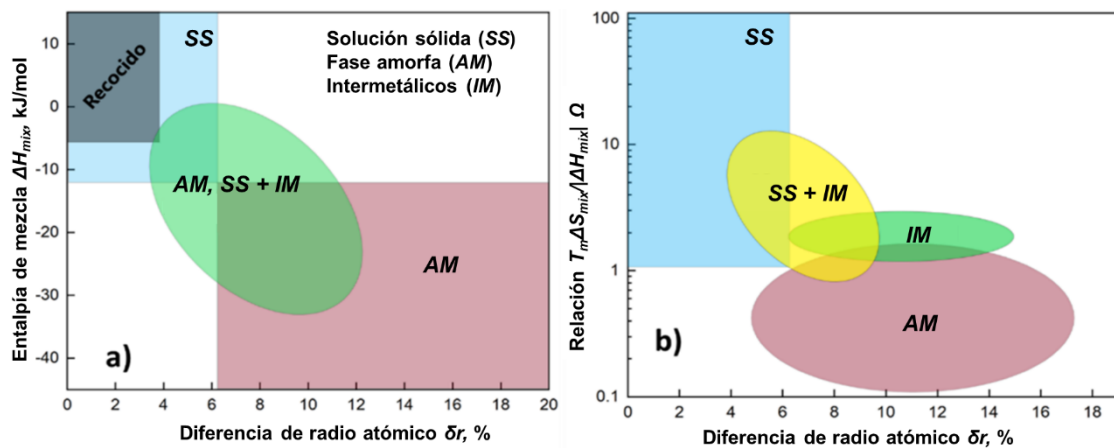 Entalpía de mezcla ΔHmix, kJ/mol
10
0
-10
-20
-30
-40
Recocido
SS
Solución sólida (SS)
Fase amorfa (AM)
Intermetálicos (IM)
AM, SS + IM
AM
a)
0 2 4 6 8 10 12 14 16 18 20
Diferencia de radio atómico δr, %
Relación TmΔSmix/|ΔHmix| Ω
100
10
1
0.1
SS
SS + IM
IM
AM
b)
0 2 4 6 8 10 12 14 16 18
Diferencia de radio atómico δr, %